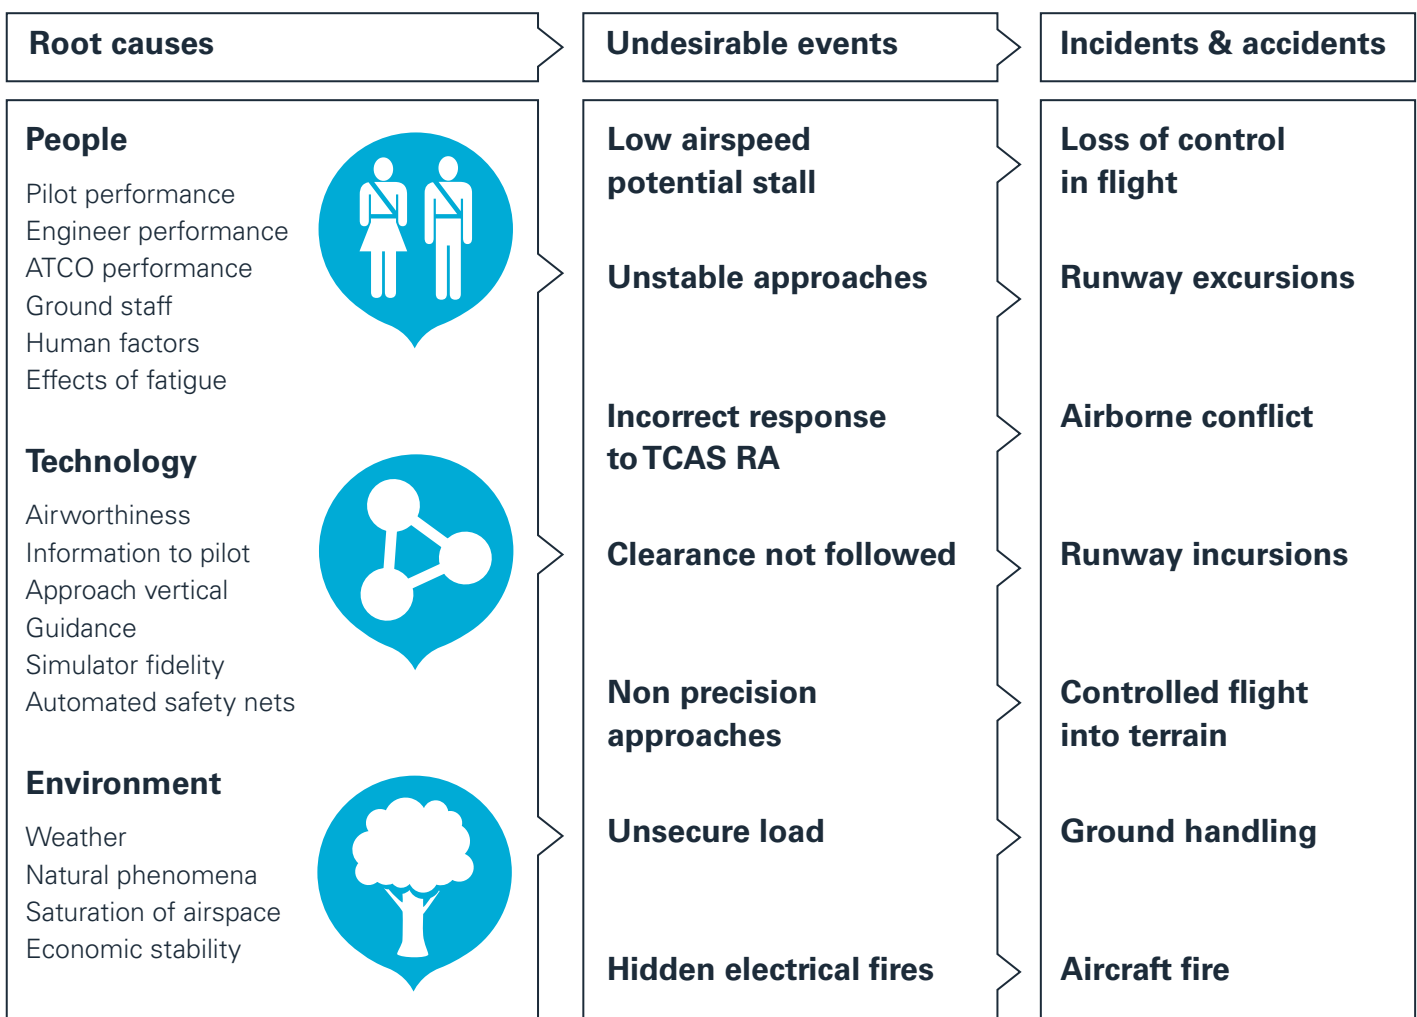 Root causes
Undesirable events
Incidents & accidents
People
Pilot performance
Engineer performance
ATCO performance
Ground staff
Human factors
Effects of fatigue
Technology
Airworthiness
Information to pilot
Approach vertical
Guidance
Simulator fidelity
Automated safety nets
Environment
Weather
Natural phenomena
Saturation of airspace
Economic stability
Low airspeed
potential stall
Unstable approaches
Incorrect response
to TCAS RA
Clearance not followed
Non precision
approaches
Unsecure load
Hidden electrical fires
Loss of control
in flight
Runway excursions
Airborne conflict
Runway incursions
Controlled flight
into terrain
Ground handling
Aircraft fire